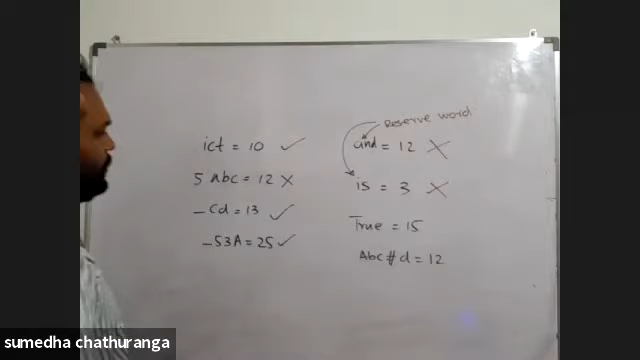 Reserve word
ict = 10 ✓
and = 12 ✗
5 abc = 12 ✗
is = 3 ✗
_cd = 13 ✓
True = 15
_53A = 25 ✓
Abc#d = 12
sumedha chathuranga